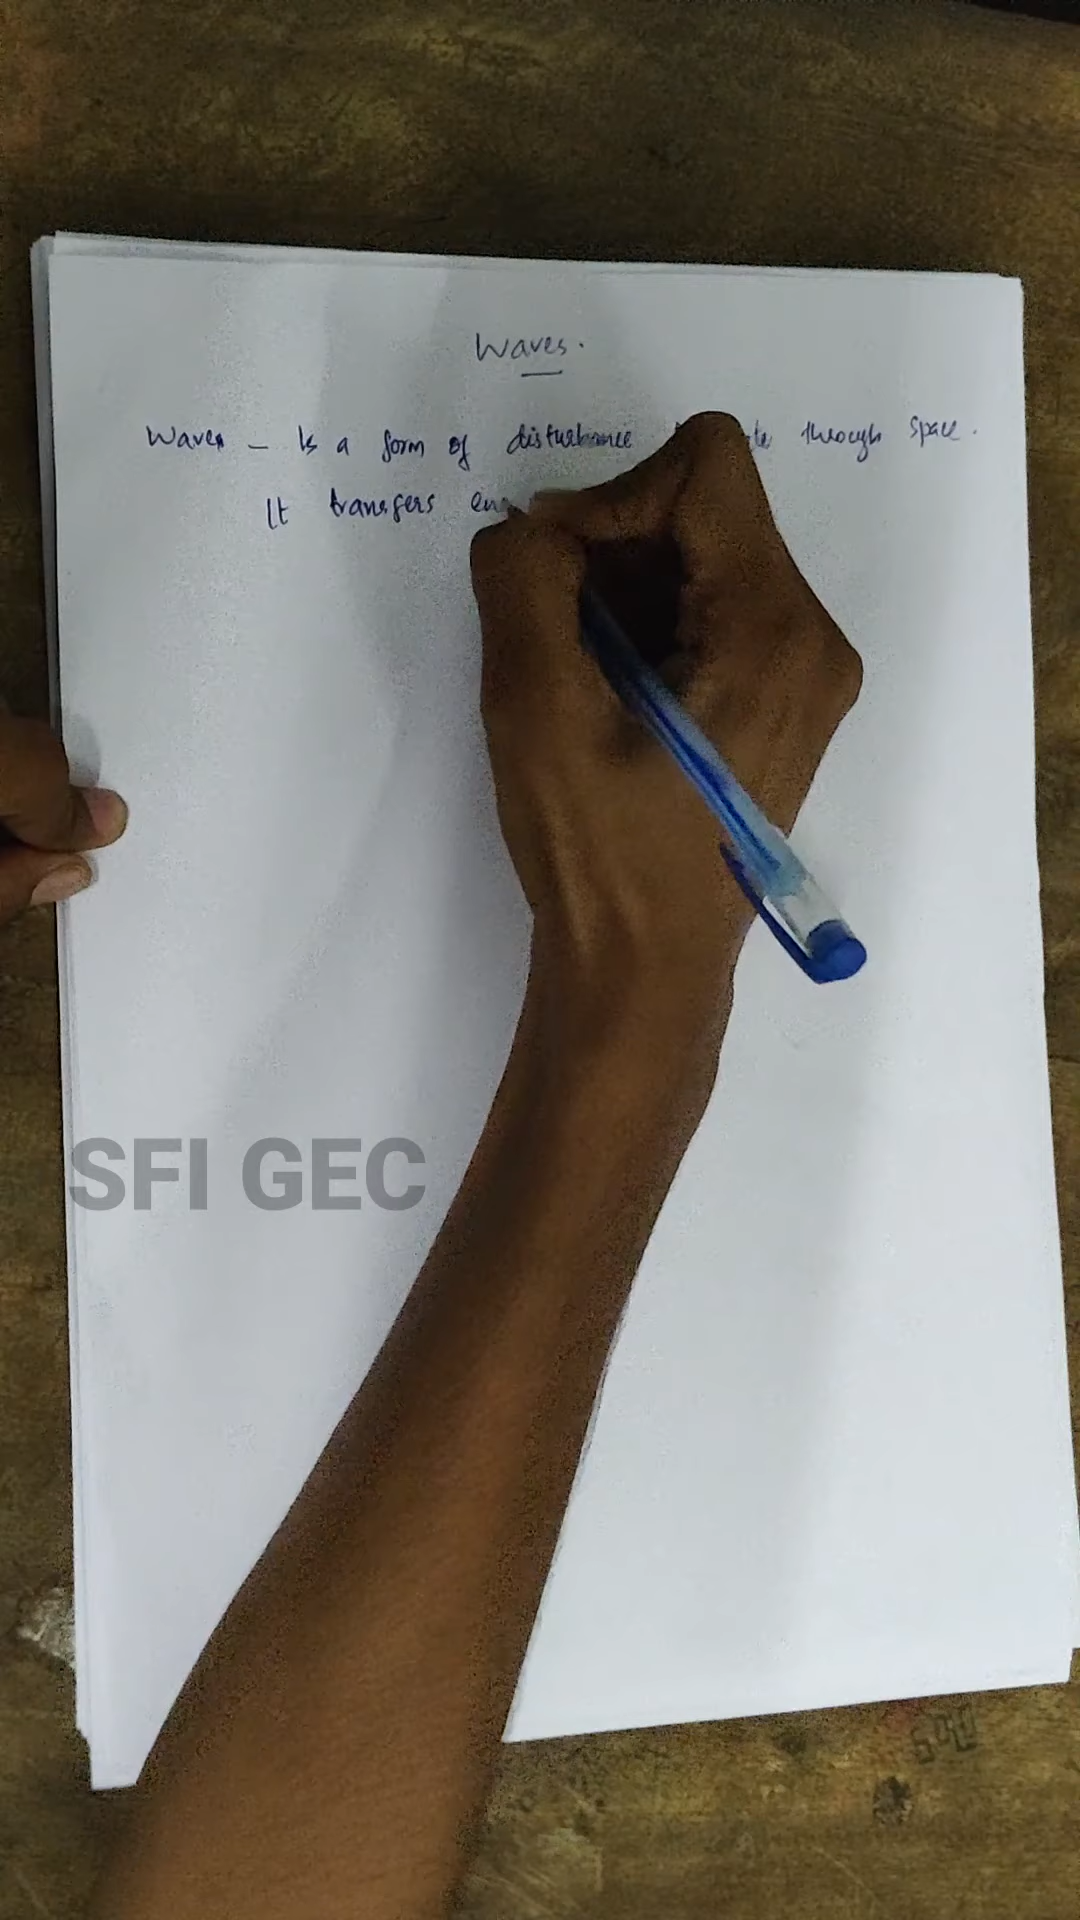 Waves.
Waves - Is a form of disturbance through space.
It transfers
SFI GEC